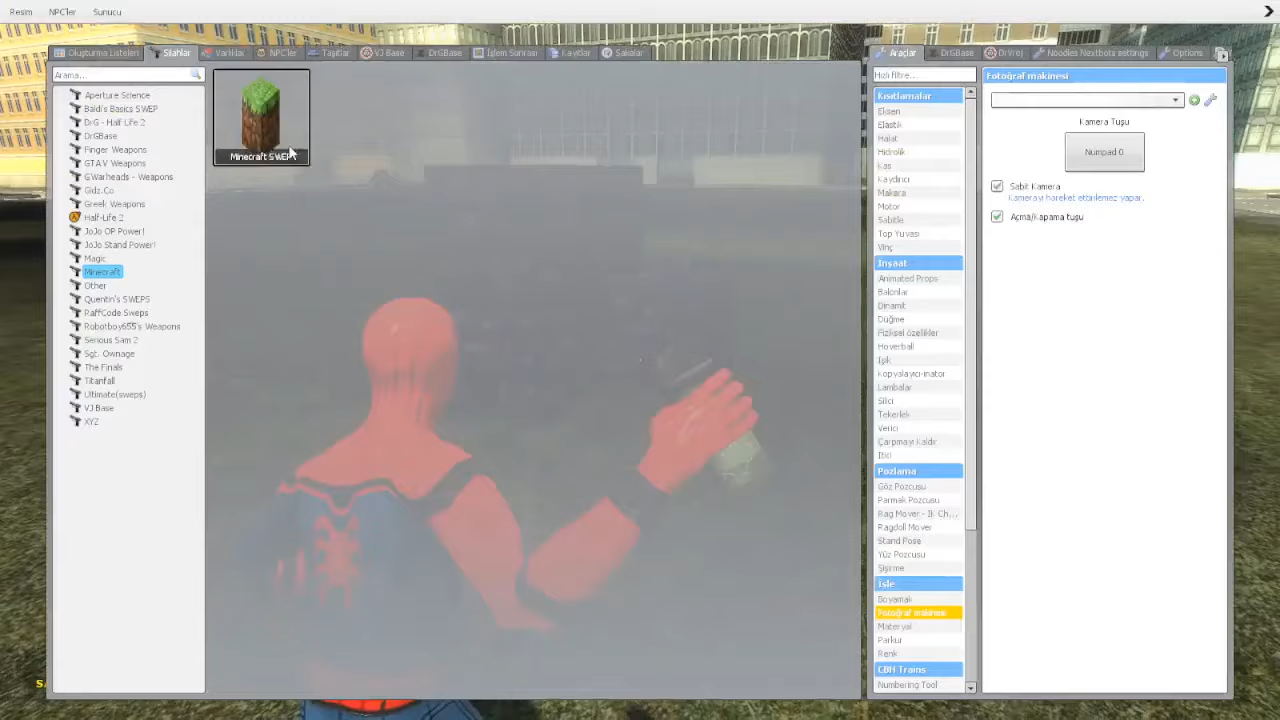 Resim NPC'ler Sunucu
Oluşturma Listeleri Silahlar Varlıklar NPC'ler Taşıtlar VJ Base DrGBase İşlem Sonrası Kayıtlar Sakalar
Arama...
Aperture Science
Baldi's Basics SWEP
DrG - Half Life 2
DrGBase
Finger Weapons
GTA V Weapons
GWarheads - Weapons
Gidz.Co
Greek Weapons
Half-Life 2
JoJo OP Power!
JoJo Stand Power!
Magic
Minecraft
Other
Quentin's SWEPS
RaffCode Sweps
Robotboy655's Weapons
Serious Sam 2
Sgt. Ownage
The Finals
Titanfall
Ultimate(sweps)
VJ Base
XYZ
Minecraft SWEP
Araçlar DrGBase DrVrej Noodles Nextbots settings Options
Hızlı filtre...
Kısıtlamalar
Eksen
Elastik
Halat
Hidrolik
Kas
Kaydırıcı
Makara
Motor
Sabitle
Top Yuvası
Vinç
İnşaat
Animated Props
Balonlar
Dinamit
Düğme
Fiziksel özellikler
Hoverball
Işık
Kopyalayıcı-inator
Lambalar
Silici
Tekerlek
Verici
Çarpmayı Kaldır
İtici
Pozlama
Göz Pozcusu
Parmak Pozcusu
Rag Mover - Ik Ch...
Ragdoll Mover
Stand Pose
Yüz Pozcusu
Şişirme
İşle
Boyamak
Fotoğraf makinesi
Materyal
Parkur
Renk
CBH Trains
Numbering Tool
Fotoğraf makinesi
Kamera Tuşu
Numpad 0
Sabit Kamera
Kamerayı hareket ettirilemez yapar.
Açma/Kapama tuşu